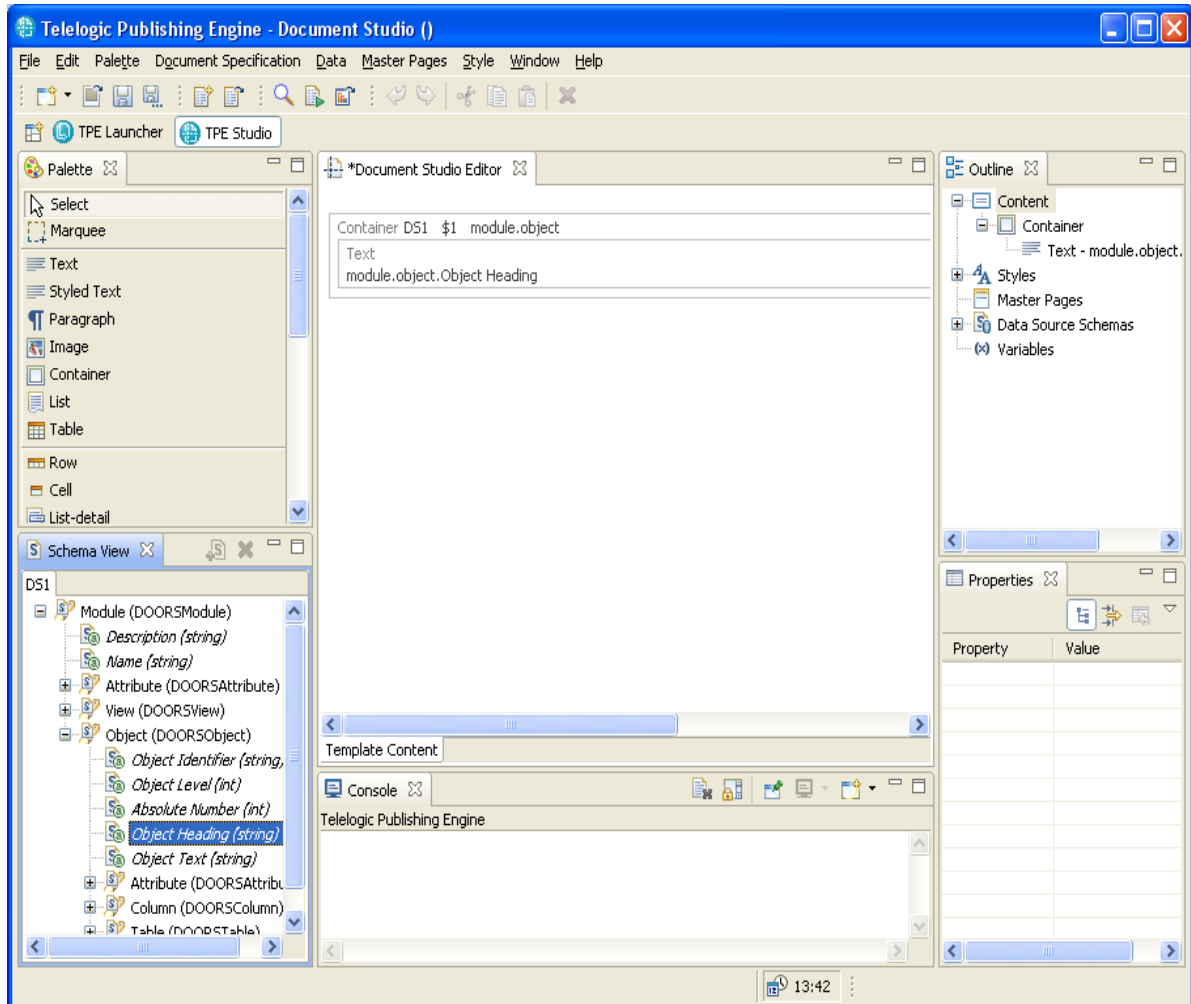 Telelogic Publishing Engine - Document Studio ()
File Edit Palette Document Specification Data Master Pages Style Window Help
TPE Launcher TPE Studio
Palette
Select
Marquee
Text
Styled Text
Paragraph
Image
Container
List
Table
Row
Cell
List-detail
*Document Studio Editor
Container DS1 $1 module.object
Text
module.object.Object Heading
Template Content
Outline
Content
Container
Text - module.object.
Styles
Master Pages
Data Source Schemas
Variables
Schema View
DS1
Module (DOORSModule)
Description (string)
Name (string)
Attribute (DOORSAttribute)
View (DOORSView)
Object (DOORSObject)
Object Identifier (string,
Object Level (int)
Absolute Number (int)
Object Heading (string)
Object Text (string)
Attribute (DOORSAttribu
Column (DOORSColumn)
Table (DOORSTable)
Console
Telelogic Publishing Engine
Properties
Property Value
13:42